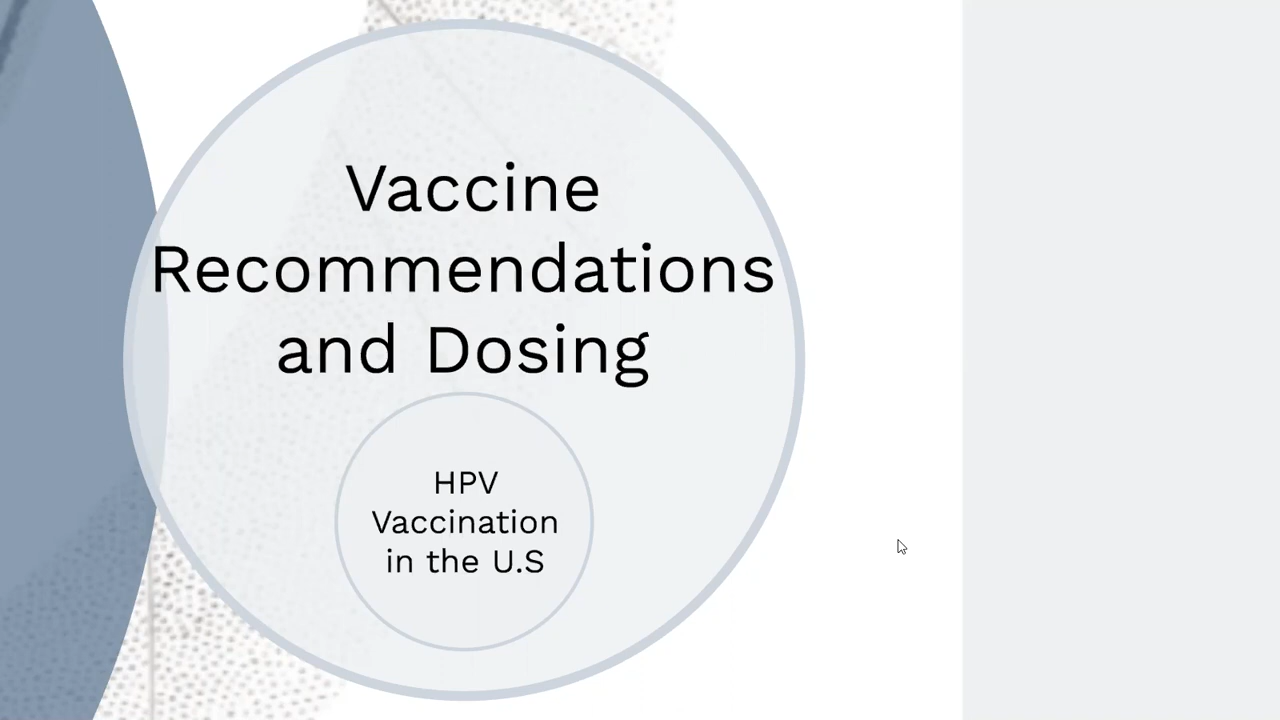 Vaccine
Recommendations
and Dosing
HPV
Vaccination
in the U.S